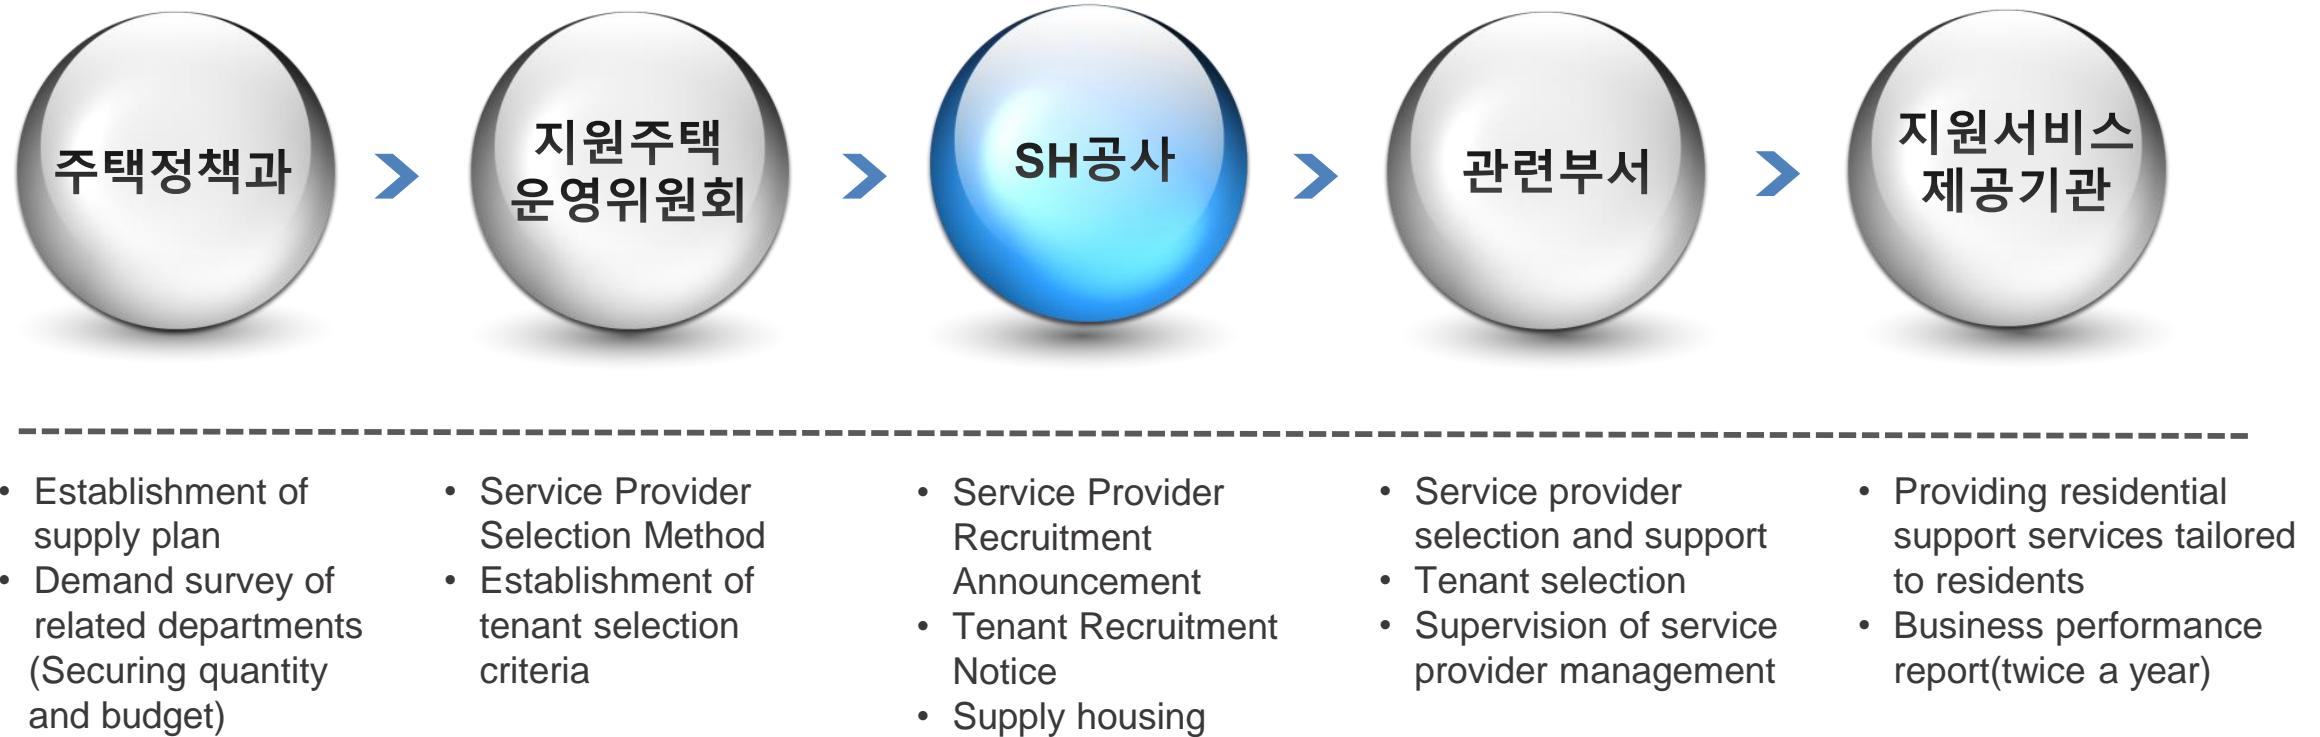 주택정책과
지원주택
운영위원회
SH공사
관련부서
지원서비스
제공기관
• Establishment of
supply plan
• Demand survey of
related departments
(Securing quantity
and budget)
• Service Provider
Selection Method
• Establishment of
tenant selection
criteria
• Service Provider
Recruitment
Announcement
• Tenant Recruitment
Notice
• Supply housing
• Service provider
selection and support
• Tenant selection
• Supervision of service
provider management
• Providing residential
support services tailored
to residents
• Business performance
report(twice a year)